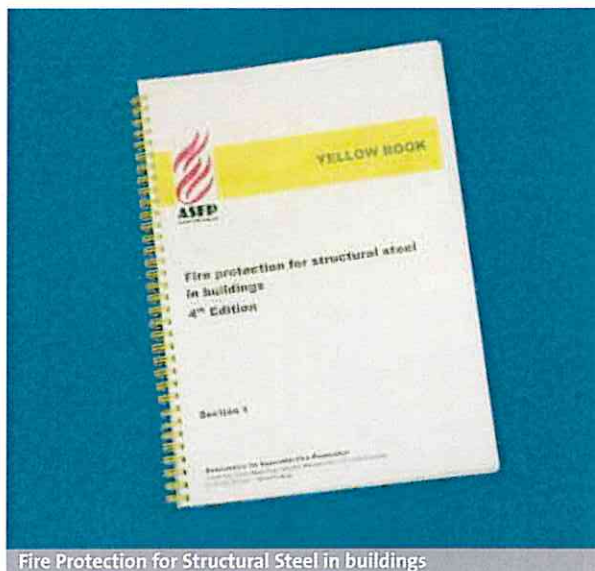 YELLOW BOOK
ASFP
Fire protection for structural steel
in buildings
4th Edition
Section 1
Fire Protection for Structural Steel in buildings